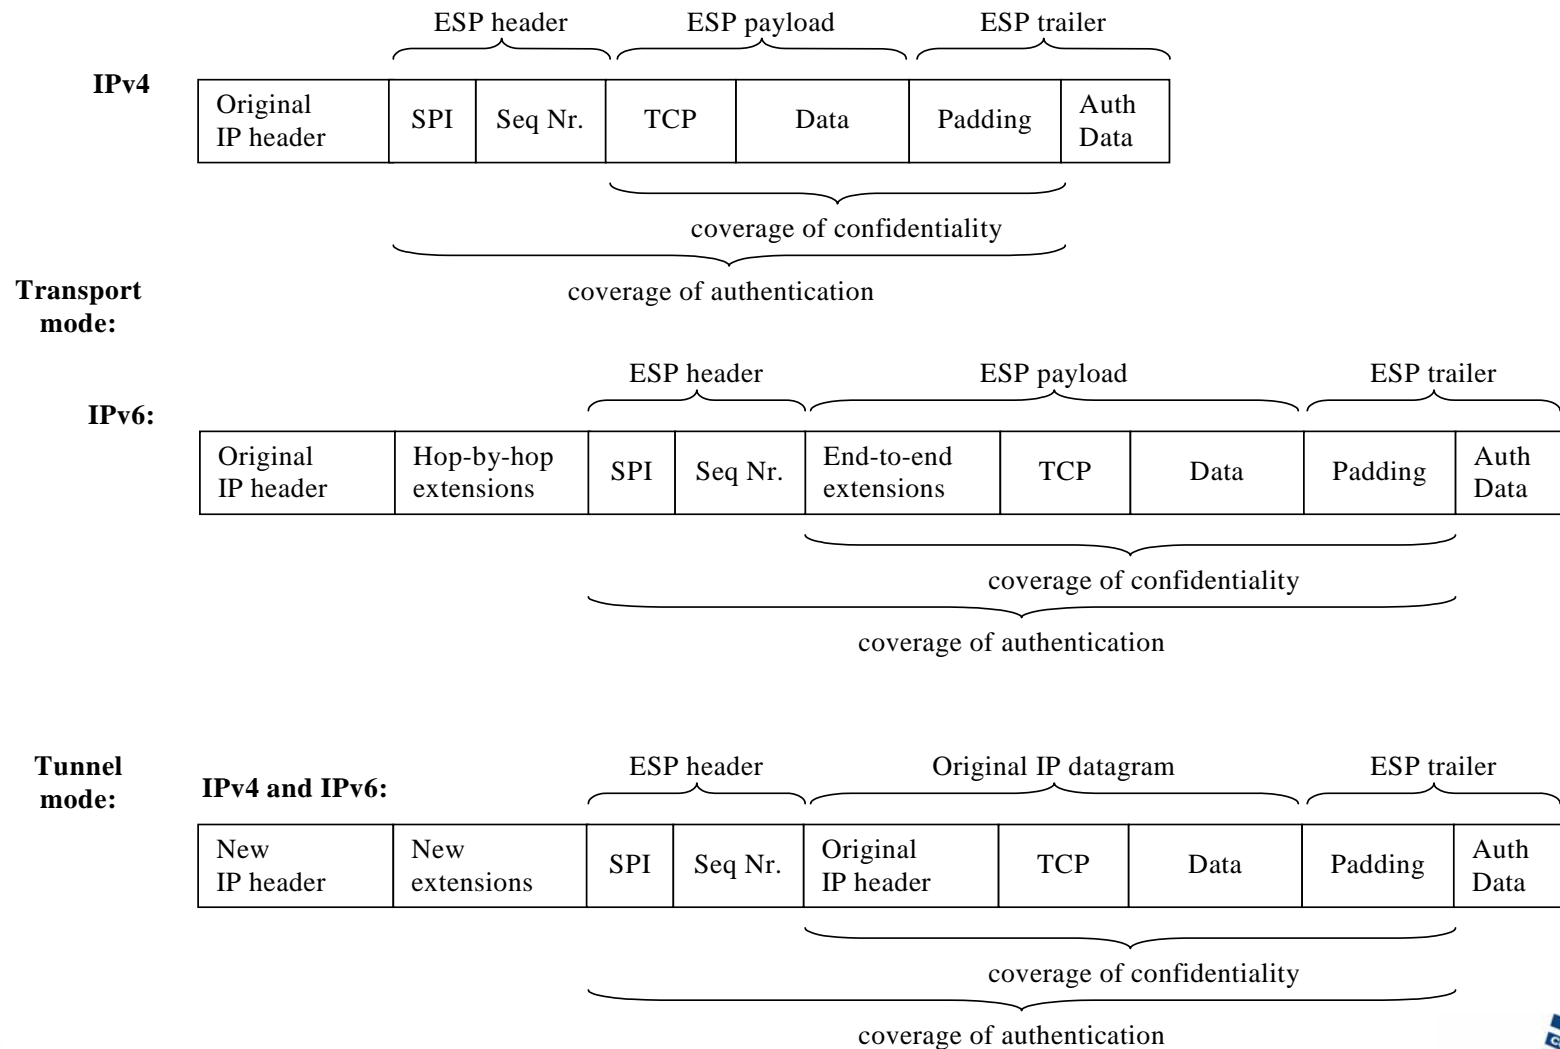 ESP header ESP payload ESP trailer
IPv4
Original IP header SPI Seq Nr. TCP Data Padding Auth Data
coverage of confidentiality
coverage of authentication
Transport mode:
ESP header ESP payload ESP trailer
IPv6:
Original IP header Hop-by-hop extensions SPI Seq Nr. End-to-end extensions TCP Data Padding Auth Data
coverage of confidentiality
coverage of authentication
Tunnel mode:
IPv4 and IPv6:
ESP header Original IP datagram ESP trailer
New IP header New extensions SPI Seq Nr. Original IP header TCP Data Padding Auth Data
coverage of confidentiality
coverage of authentication